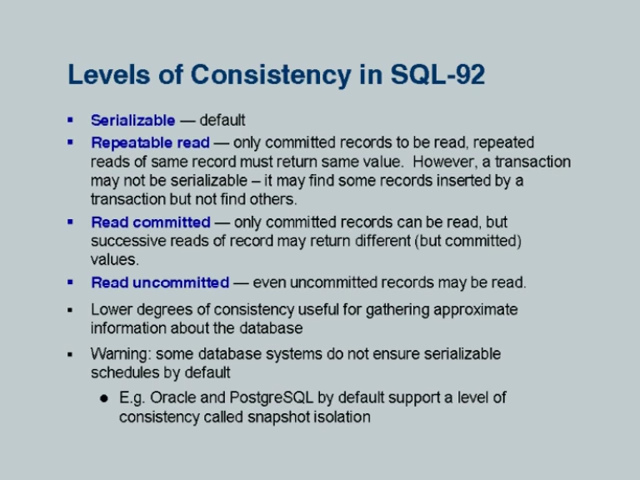 Levels of Consistency in SQL-92
▪ Serializable — default
▪ Repeatable read — only committed records to be read, repeated
reads of same record must return same value. However, a transaction
may not be serializable – it may find some records inserted by a
transaction but not find others.
▪ Read committed — only committed records can be read, but
successive reads of record may return different (but committed)
values.
▪ Read uncommitted — even uncommitted records may be read.
▪ Lower degrees of consistency useful for gathering approximate
information about the database
▪ Warning: some database systems do not ensure serializable
schedules by default
● E.g. Oracle and PostgreSQL by default support a level of
consistency called snapshot isolation